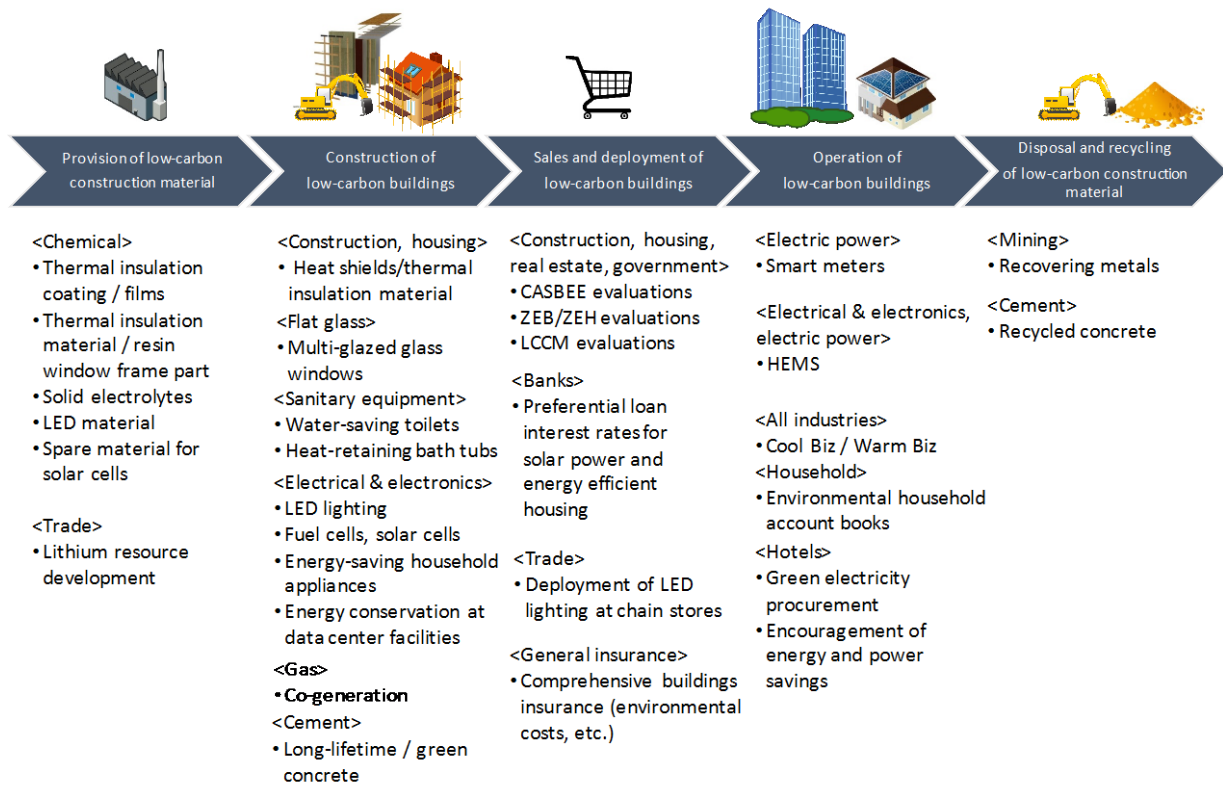 Provision of low-carbon
construction material
Construction of
low-carbon buildings
Sales and deployment of
low-carbon buildings
Operation of
low-carbon buildings
Disposal and recycling
of low-carbon construction
material
<Chemical>
• Thermal insulation
coating / films
• Thermal insulation
material / resin
window frame part
• Solid electrolytes
• LED material
• Spare material for
solar cells
<Trade>
• Lithium resource
development
<Construction, housing>
• Heat shields/thermal
insulation material
<Flat glass>
• Multi-glazed glass
windows
<Sanitary equipment>
• Water-saving toilets
• Heat-retaining bath tubs
<Electrical & electronics>
• LED lighting
• Fuel cells, solar cells
• Energy-saving household
appliances
• Energy conservation at
data center facilities
<Gas>
• Co-generation
<Cement>
• Long-lifetime / green
concrete
<Construction, housing,
real estate, government>
• CASBEE evaluations
• ZEB/ZEH evaluations
• LCCM evaluations
<Banks>
• Preferential loan
interest rates for
solar power and
energy efficient
housing
<Trade>
• Deployment of LED
lighting at chain stores
<General insurance>
• Comprehensive buildings
insurance (environmental
costs, etc.)
<Electric power>
• Smart meters
<Electrical & electronics,
electric power>
• HEMS
<All industries>
• Cool Biz / Warm Biz
<Household>
• Environmental household
account books
<Hotels>
• Green electricity
procurement
• Encouragement of
energy and power
savings
<Mining>
• Recovering metals
<Cement>
• Recycled concrete